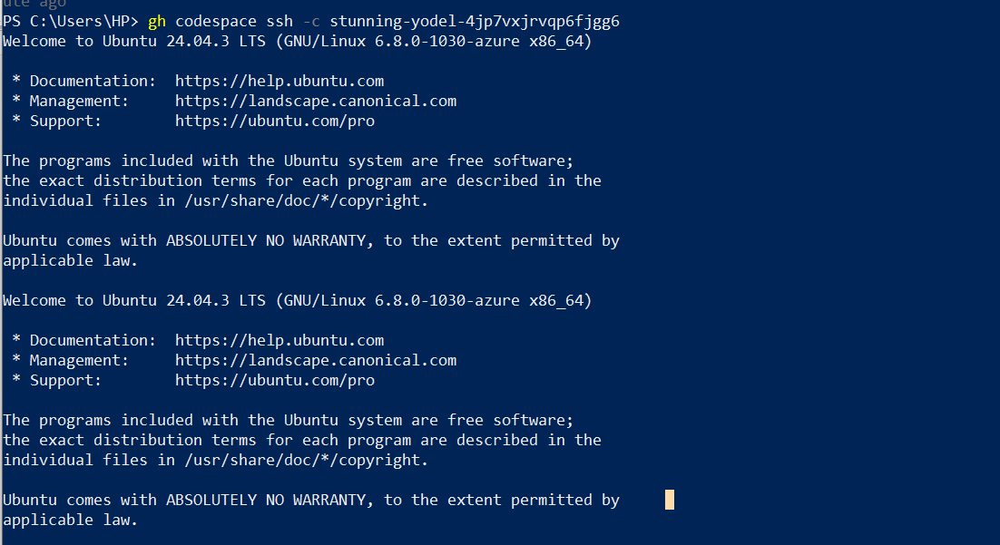 ute ago
PS C:\Users\HP> gh codespace ssh -c stunning-yodel-4jp7vxjrvqp6fjgg6
Welcome to Ubuntu 24.04.3 LTS (GNU/Linux 6.8.0-1030-azure x86_64)
* Documentation: https://help.ubuntu.com
* Management: https://landscape.canonical.com
* Support: https://ubuntu.com/pro
The programs included with the Ubuntu system are free software;
the exact distribution terms for each program are described in the
individual files in /usr/share/doc/*/copyright.
Ubuntu comes with ABSOLUTELY NO WARRANTY, to the extent permitted by
applicable law.
Welcome to Ubuntu 24.04.3 LTS (GNU/Linux 6.8.0-1030-azure x86_64)
* Documentation: https://help.ubuntu.com
* Management: https://landscape.canonical.com
* Support: https://ubuntu.com/pro
The programs included with the Ubuntu system are free software;
the exact distribution terms for each program are described in the
individual files in /usr/share/doc/*/copyright.
Ubuntu comes with ABSOLUTELY NO WARRANTY, to the extent permitted by
applicable law.